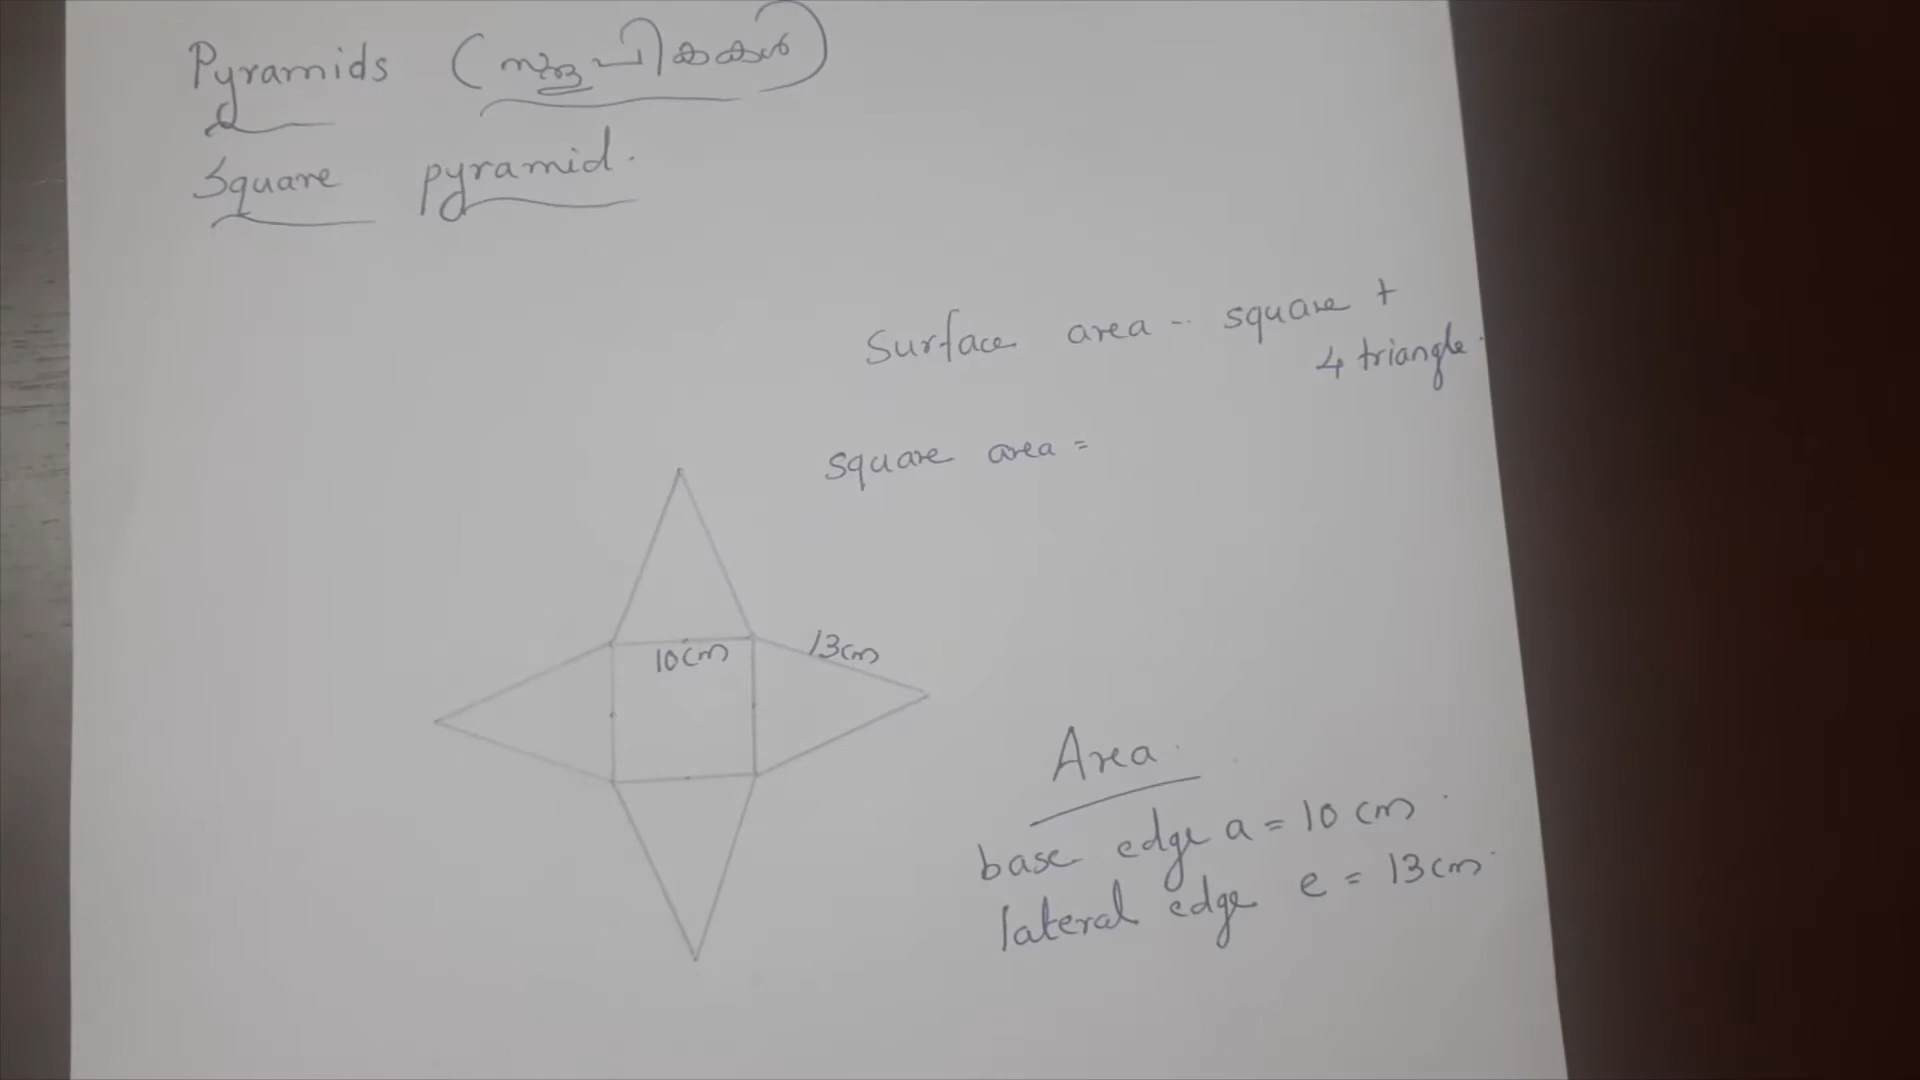 Pyramids (സ്തൂപികകൾ)
Square pyramid.
Surface area - square +
4 triangle.
square area =
10cm
13cm
Area.
base edge a = 10 cm.
lateral edge e = 13cm.